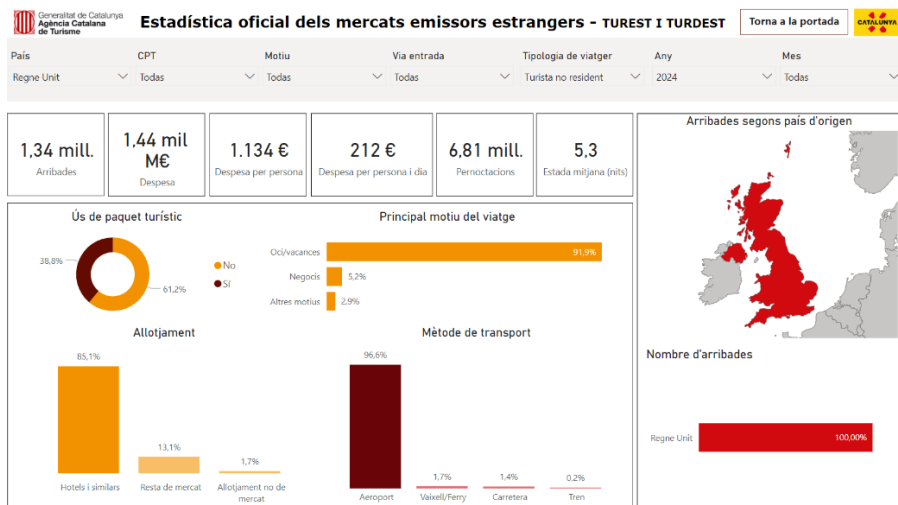 Generalitat de Catalunya
Agència Catalana
de Turisme
Estadística oficial dels mercats emissors estrangers - TUREST I TURDEST
Torna a la portada
CATALUNYA
País
CPT
Motiu
Via entrada
Tipologia de viatger
Any
Mes
Regne Unit
Todas
Todas
Todas
Turista no resident
2024
Todas
1,34 mill.
Arribades
1,44 mil
M€
Despesa
1.134 €
Despesa per persona
212 €
Despesa per persona i dia
6,81 mill.
Pernoctacions
5,3
Estada mitjana (nits)
Arribades segons país d'origen
Ús de paquet turístic
38,8%
61,2%
No
Sí
Principal motiu del viatge
Oci/vacances
91,9%
Negocis
5,2%
Altres motius
2,9%
Allotjament
85,1%
13,1%
1,7%
Hotels i similars
Resta de mercat
Allotjament no de
mercat
Mètode de transport
96,6%
1,7%
1,4%
0,2%
Aeroport
Vaixell/Ferry
Carretera
Tren
Nombre d'arribades
Regne Unit
100,00%